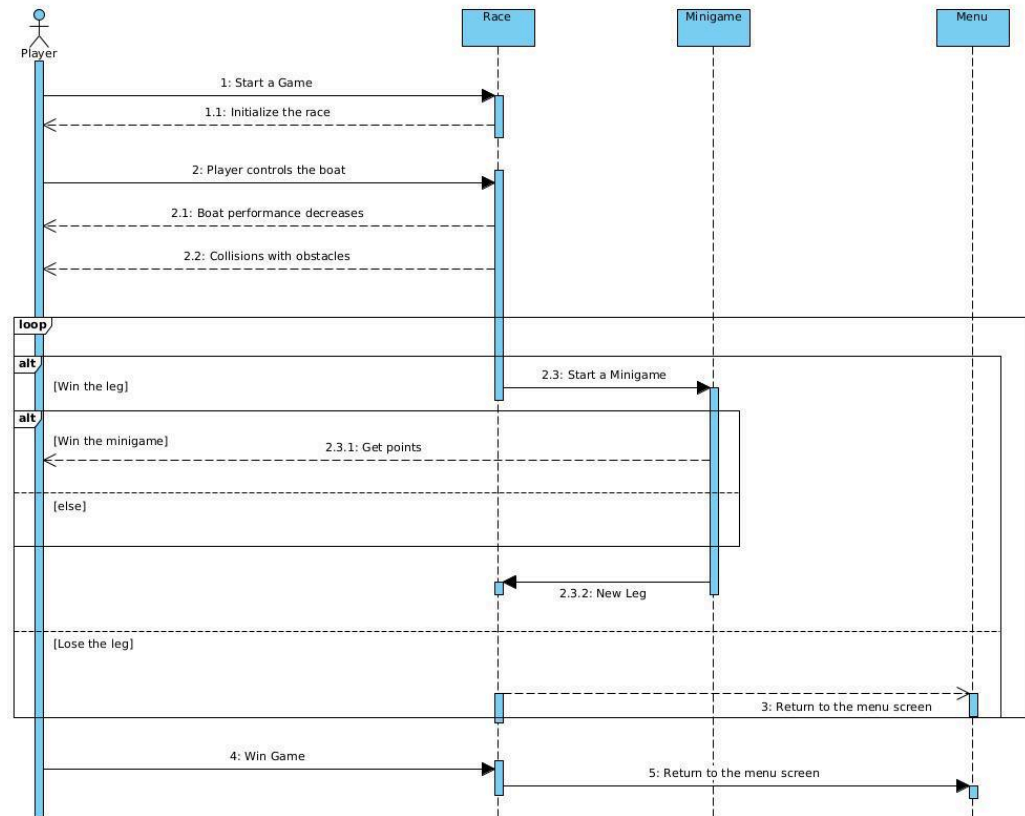 Race
Minigame
Menu
Player
1: Start a Game
1.1: Initialize the race
2: Player controls the boat
2.1: Boat performance decreases
2.2: Collisions with obstacles
loop
alt
[Win the leg]
2.3: Start a Minigame
alt
[Win the minigame]
2.3.1: Get points
[else]
2.3.2: New Leg
[Lose the leg]
3: Return to the menu screen
4: Win Game
5: Return to the menu screen